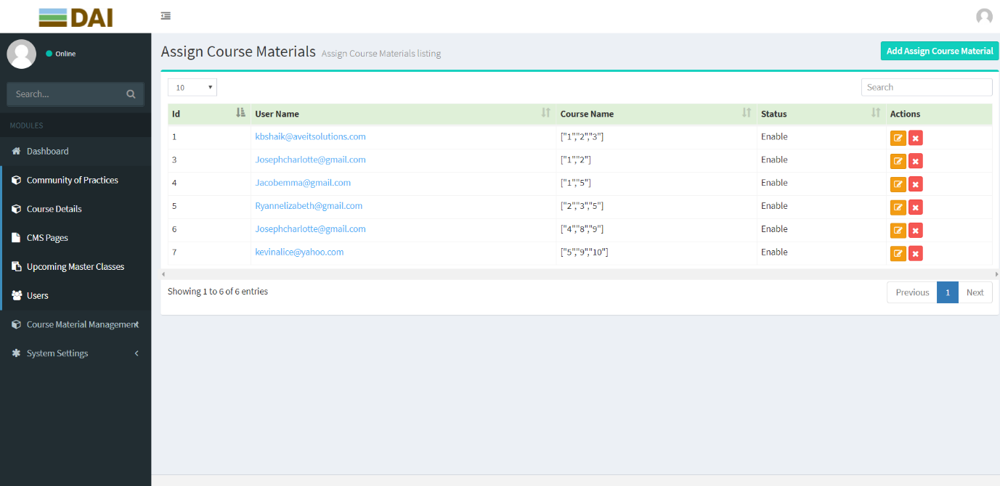 DAI
Online
Search...
MODULES
Dashboard
Community of Practices
Course Details
CMS Pages
Upcoming Master Classes
Users
Course Material Management
System Settings
Assign Course Materials Assign Course Materials listing
Add Assign Course Material
10
Search
Id User Name Course Name Status Actions
1 kbshaik@aveitsolutions.com ["1","2","3"] Enable
3 Josephcharlotte@gmail.com ["1","2"] Enable
4 Jacobemma@gmail.com ["1","5"] Enable
5 Ryannelizabeth@gmail.com ["2","3","5"] Enable
6 Josephcharlotte@gmail.com ["4","8","9"] Enable
7 kevinalice@yahoo.com ["5","9","10"] Enable
Showing 1 to 6 of 6 entries
Previous 1 Next